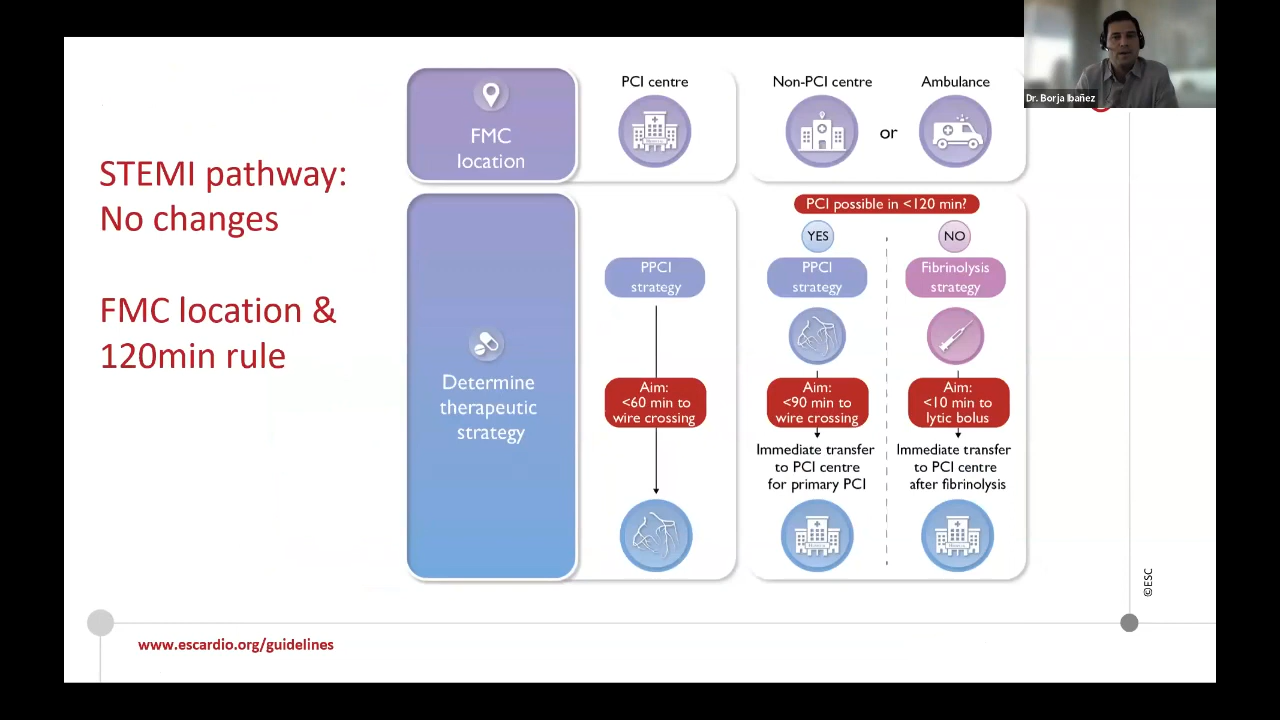 Dr. Borja Ibañez
STEMI pathway:
No changes
FMC location &
120min rule
FMC
location
PCI centre
Non-PCI centre
or
Ambulance
Determine
therapeutic
strategy
PPCI
strategy
Aim:
<60 min to
wire crossing
PCI possible in <120 min?
YES
PPCI
strategy
Aim:
<90 min to
wire crossing
Immediate transfer
to PCI centre
for primary PCI
NO
Fibrinolysis
strategy
Aim:
<10 min to
lytic bolus
Immediate transfer
to PCI centre
after fibrinolysis
©ESC
www.escardio.org/guidelines